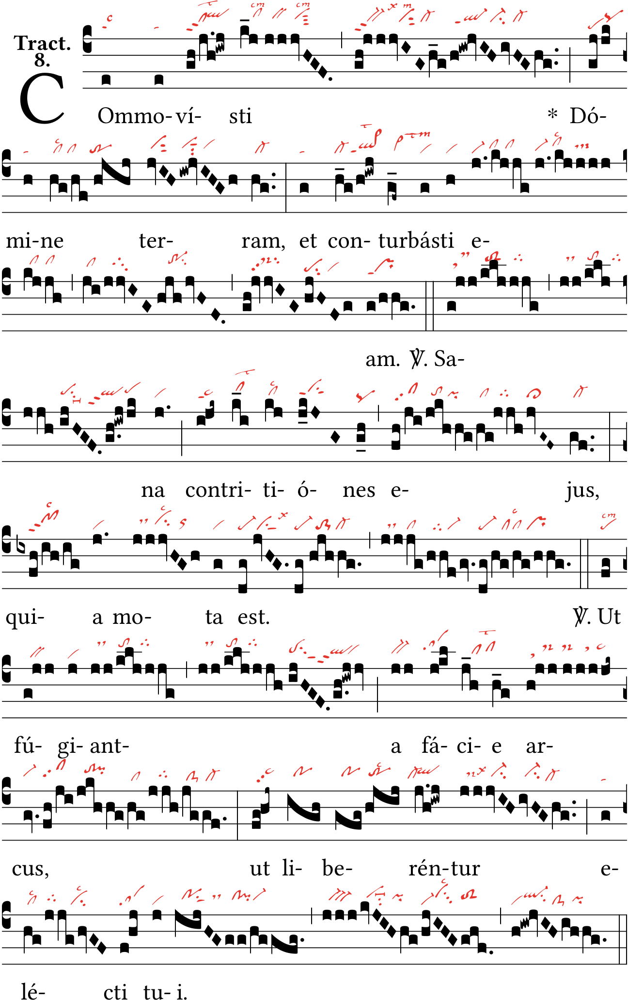 Tract.
8.
COmmo-ví- sti * Dó-
mi-ne ter- ram, et con- turbásti e-
am. ℣. Sa-
na contri- ti- ó- nes e- jus,
qui- a mo- ta est. ℣. Ut
fú- gi- ant- a fá- ci- e ar-
cus, ut li- be- rén-tur e-
lé- cti tu- i.